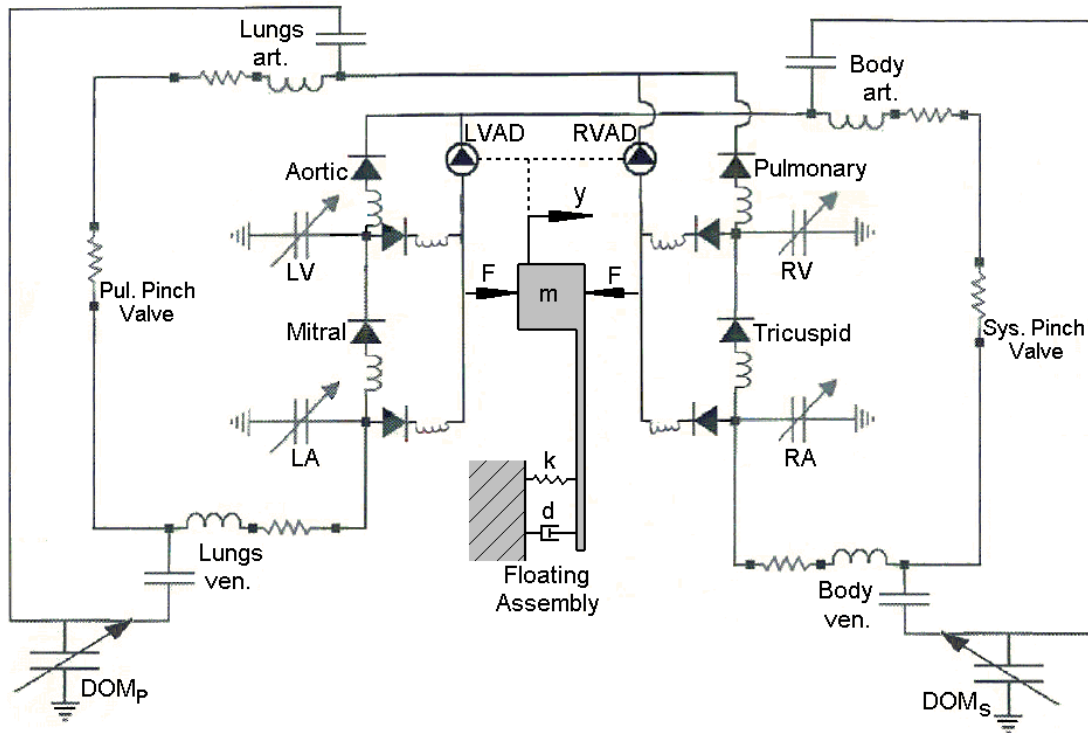 Lungs
art.
Body
art.
LVAD
RVAD
Aortic
Pulmonary
y
LV
RV
F
F
m
Pul. Pinch
Valve
Mitral
Tricuspid
Sys. Pinch
Valve
LA
RA
k
d
Lungs
ven.
Floating
Assembly
Body
ven.
DOMP
DOMS